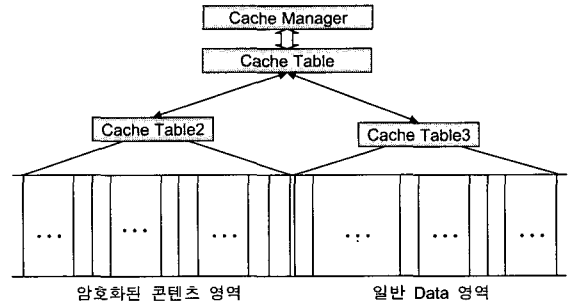 Cache Manager
Cache Table
Cache Table2
Cache Table3
... ... ... ... ... ...
암호화된 콘텐츠 영역
일반 Data 영역